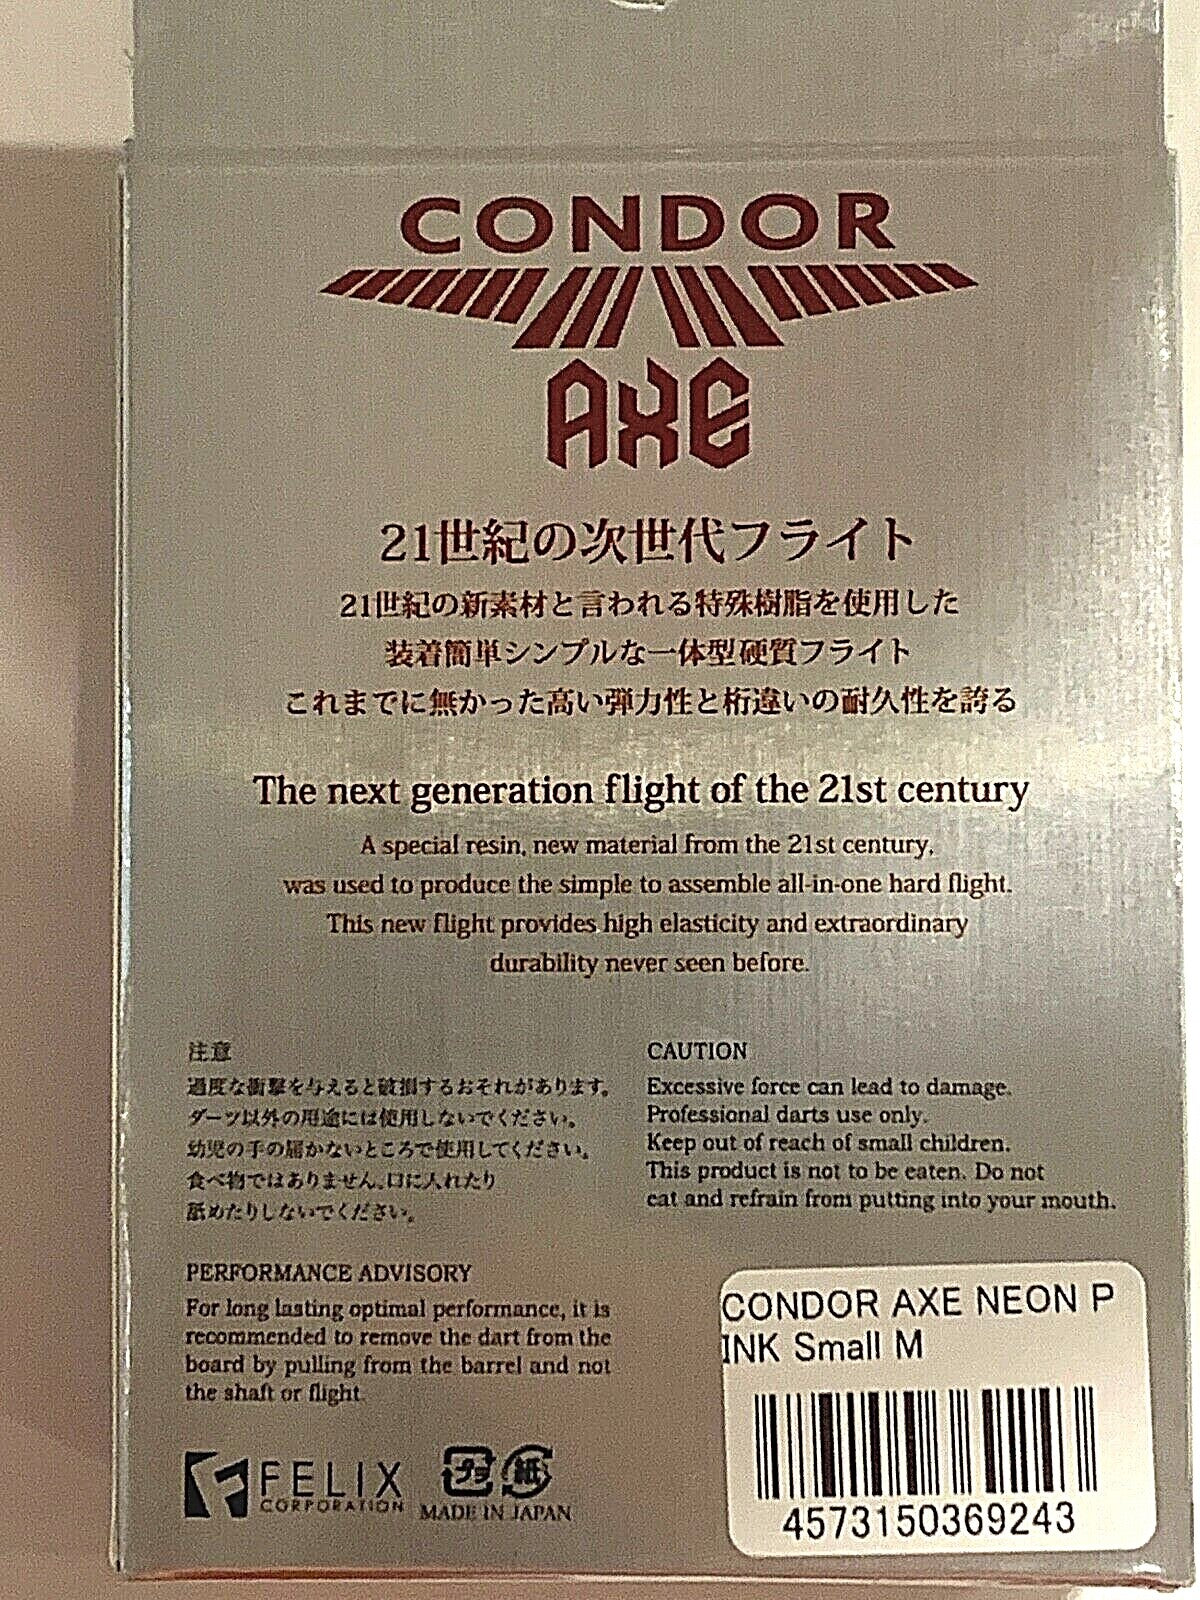 CONDOR
AXE
21世紀の次世代フライト
21世紀の新素材と言われる特殊樹脂を使用した
装着簡単シンプルな一体型硬質フライト
これまでに無かった高い弾力性と桁違いの耐久性を誇る
The next generation flight of the 21st century
A special resin, new material from the 21st century,
was used to produce the simple to assemble all-in-one hard flight.
This new flight provides high elasticity and extraordinary
durability never seen before.
注意
過度な衝撃を与えると破損するおそれがあります。
ダーツ以外の用途には使用しないでください。
幼児の手の届かないところで使用してください。
食べ物ではありません。口に入れたり
舐めたりしないでください。
CAUTION
Excessive force can lead to damage.
Professional darts use only.
Keep out of reach of small children.
This product is not to be eaten. Do not
eat and refrain from putting into your mouth.
PERFORMANCE ADVISORY
For long lasting optimal performance, it is
recommended to remove the dart from the
board by pulling from the barrel and not
the shaft or flight.
FELIX
CORPORATION
プラ 紙
MADE IN JAPAN
CONDOR AXE NEON P
INK Small M
4573150369243